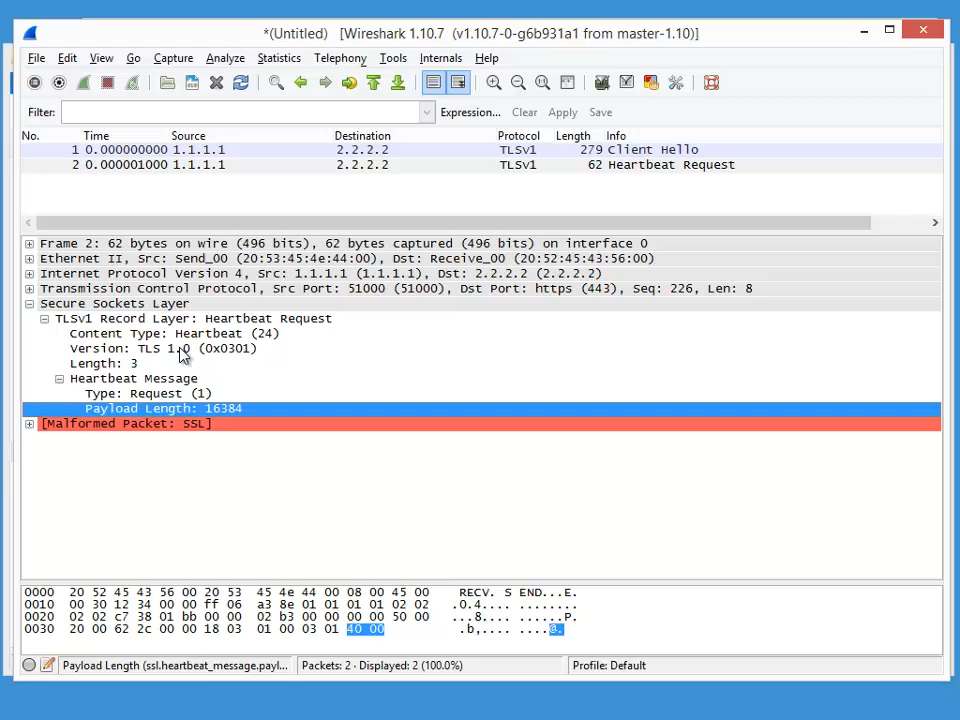 *(Untitled) [Wireshark 1.10.7 (v1.10.7-0-g6b931a1 from master-1.10)]
File Edit View Go Capture Analyze Statistics Telephony Tools Internals Help
Filter: Expression... Clear Apply Save
No. Time Source Destination Protocol Length Info
1 0.000000000 1.1.1.1 2.2.2.2 TLSv1 279 Client Hello
2 0.000001000 1.1.1.1 2.2.2.2 TLSv1 62 Heartbeat Request
Frame 2: 62 bytes on wire (496 bits), 62 bytes captured (496 bits) on interface 0
Ethernet II, Src: Send_00 (20:53:45:4e:44:00), Dst: Receive_00 (20:52:45:43:56:00)
Internet Protocol Version 4, Src: 1.1.1.1 (1.1.1.1), Dst: 2.2.2.2 (2.2.2.2)
Transmission Control Protocol, Src Port: 51000 (51000), Dst Port: https (443), Seq: 226, Len: 8
Secure Sockets Layer
TLSv1 Record Layer: Heartbeat Request
Content Type: Heartbeat (24)
Version: TLS 1.0 (0x0301)
Length: 3
Heartbeat Message
Type: Request (1)
Payload Length: 16384
[Malformed Packet: SSL]
0000 20 52 45 43 56 00 20 53 45 4e 44 00 08 00 45 00 RECV. S END...E.
0010 00 30 12 34 00 00 ff 06 a3 8e 01 01 01 01 02 02 .0.4.... ........
0020 02 02 c7 38 01 bb 00 00 02 b3 00 00 00 00 50 00 ...8.... ......P.
0030 20 00 62 2c 00 00 18 03 01 00 03 01 40 00 .b,..... ....@.
Payload Length (ssl.heartbeat_message.payl... Packets: 2 · Displayed: 2 (100.0%) Profile: Default